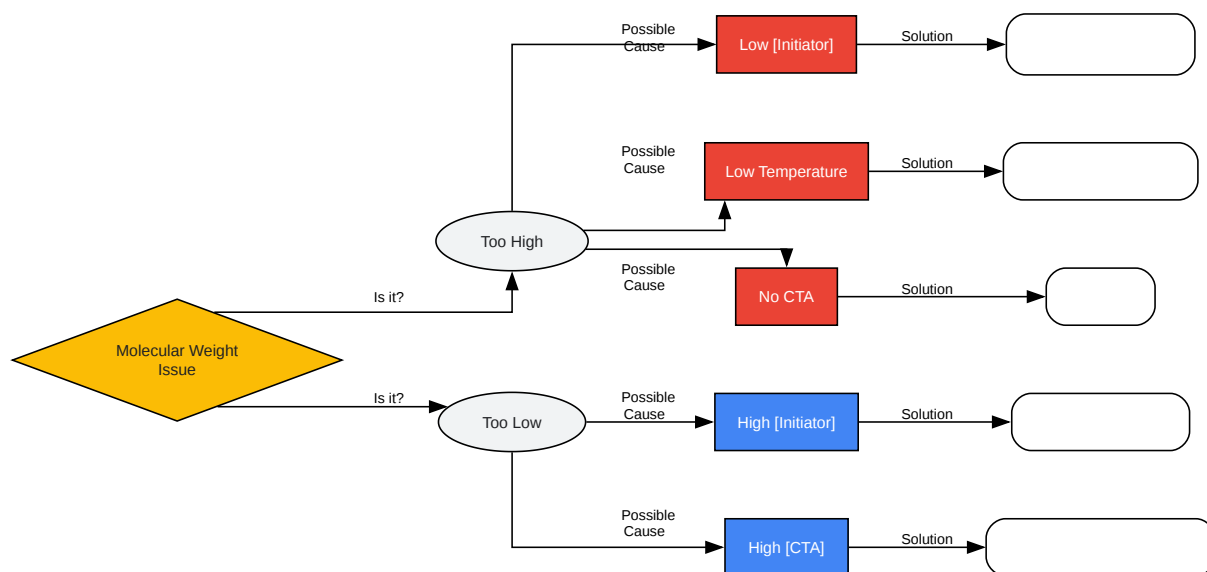 Possible
Cause
Low [Initiator]
Solution
Possible
Cause
Low Temperature
Solution
Too High
Possible
Cause
No CTA
Solution
Is it?
Molecular Weight
Issue
Is it?
Too Low
Possible
Cause
High [Initiator]
Solution
Possible
Cause
High [CTA]
Solution